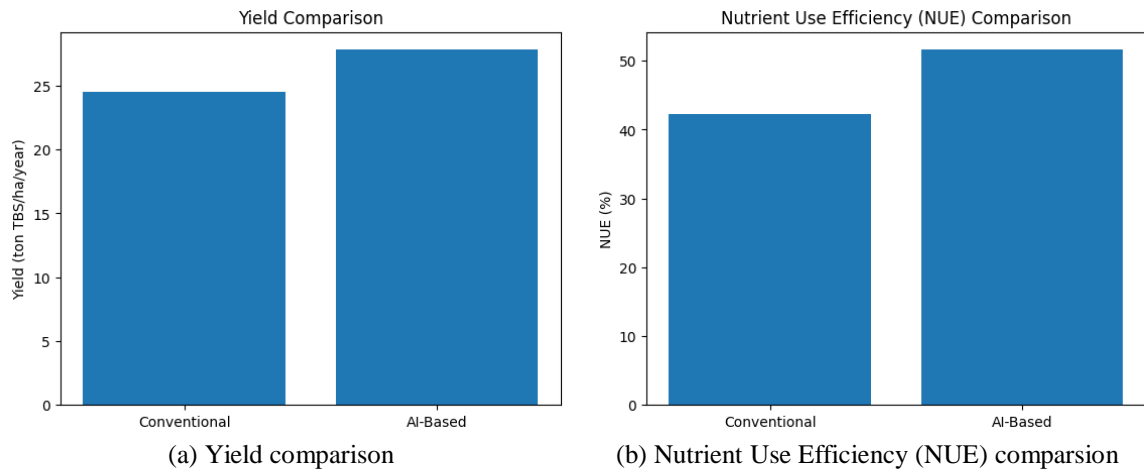 Yield Comparison
Yield (ton TBS/ha/year)
25
20
15
10
5
0
Conventional AI-Based
(a) Yield comparison
Nutrient Use Efficiency (NUE) Comparison
NUE (%)
50
40
30
20
10
0
Conventional AI-Based
(b) Nutrient Use Efficiency (NUE) comparsion